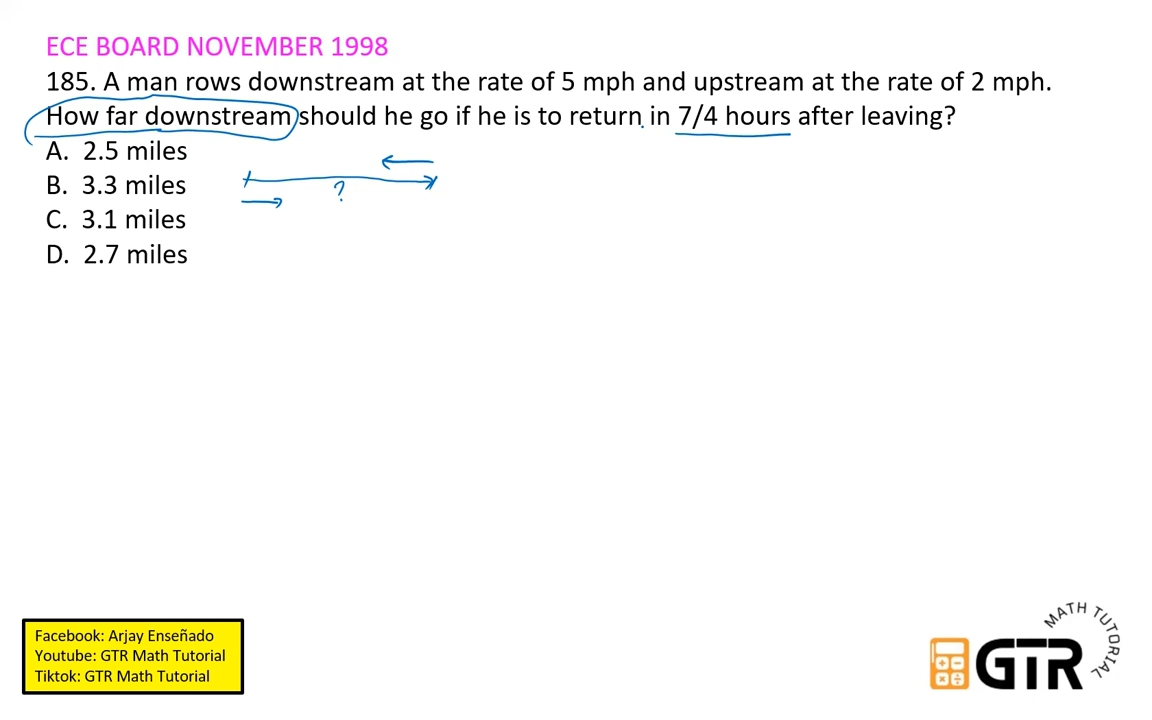 ECE BOARD NOVEMBER 1998
185. A man rows downstream at the rate of 5 mph and upstream at the rate of 2 mph.
How far downstream should he go if he is to return in 7/4 hours after leaving?
A. 2.5 miles
B. 3.3 miles
?
C. 3.1 miles
D. 2.7 miles
Facebook: Arjay Enseñado
Youtube: GTR Math Tutorial
Tiktok: GTR Math Tutorial
GTR
MATH TUTORIAL